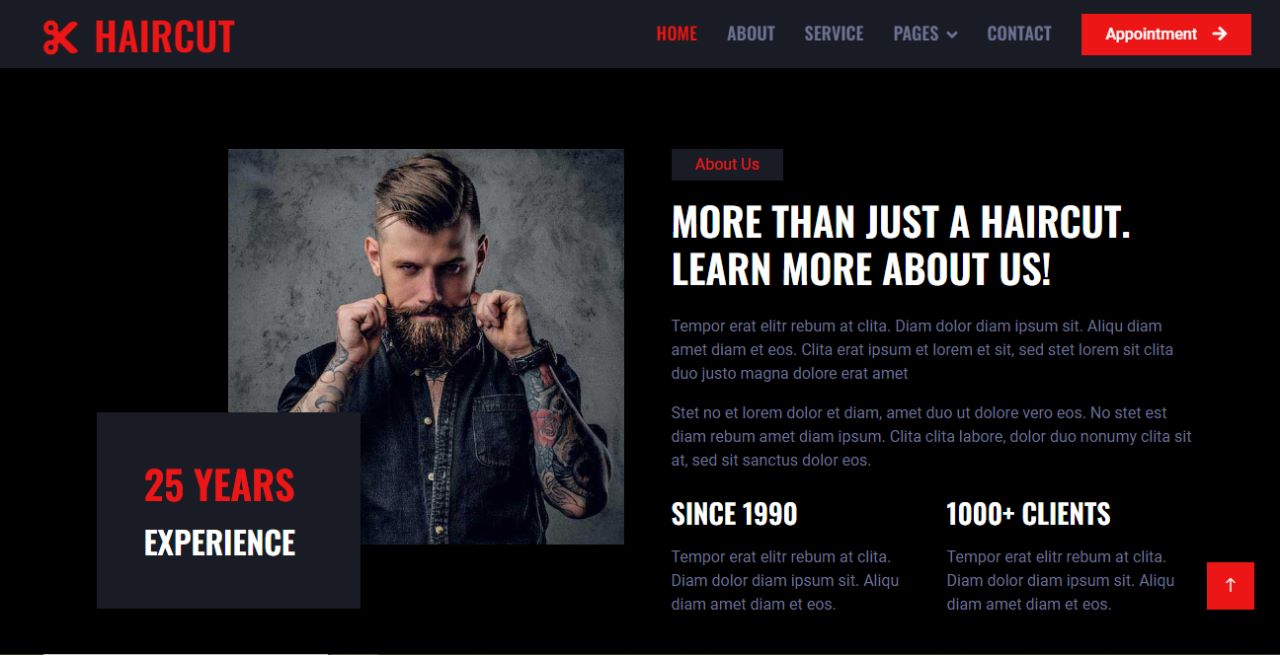 HAIRCUT
HOME ABOUT SERVICE PAGES CONTACT Appointment →
About Us
MORE THAN JUST A HAIRCUT.
LEARN MORE ABOUT US!
Tempor erat elitr rebum at clita. Diam dolor diam ipsum sit. Aliqu diam
amet diam et eos. Clita erat ipsum et lorem et sit, sed stet lorem sit clita
duo justo magna dolore erat amet
Stet no et lorem dolor et diam, amet duo ut dolore vero eos. No stet est
diam rebum amet diam ipsum. Clita clita labore, dolor duo nonumy clita sit
at, sed sit sanctus dolor eos.
25 YEARS
EXPERIENCE
SINCE 1990
Tempor erat elitr rebum at clita.
Diam dolor diam ipsum sit. Aliqu
diam amet diam et eos.
1000+ CLIENTS
Tempor erat elitr rebum at clita.
Diam dolor diam ipsum sit. Aliqu
diam amet diam et eos.
↑